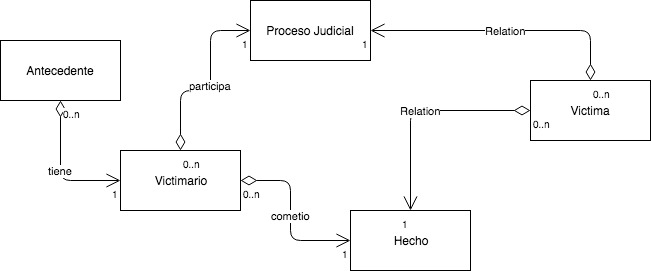 Proceso Judicial
1
1
Relation
Antecedente
0..n
participa
0..n
Victima
0..n
Relation
tiene
0..n
Victimario
1
0..n
cometio
1
Hecho
1